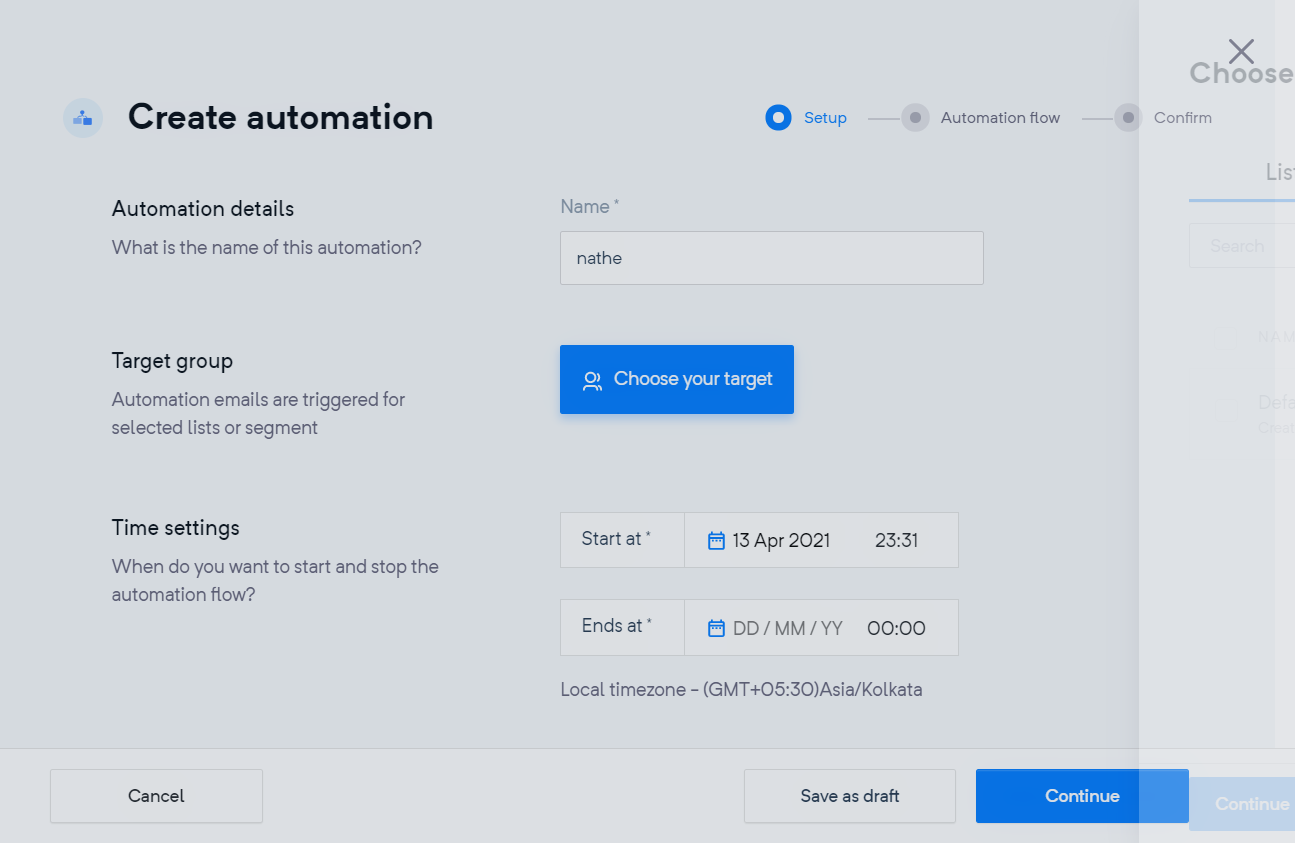 Choose
Create automation
Setup
Automation flow
Confirm
Automation details
What is the name of this automation?
Name *
nathe
Search
Target group
Automation emails are triggered for
selected lists or segment
Choose your target
Time settings
When do you want to start and stop the
automation flow?
Start at *
13 Apr 2021
23:31
Ends at *
DD / MM / YY
00:00
Local timezone - (GMT+05:30)Asia/Kolkata
Cancel
Save as draft
Continue
Continue